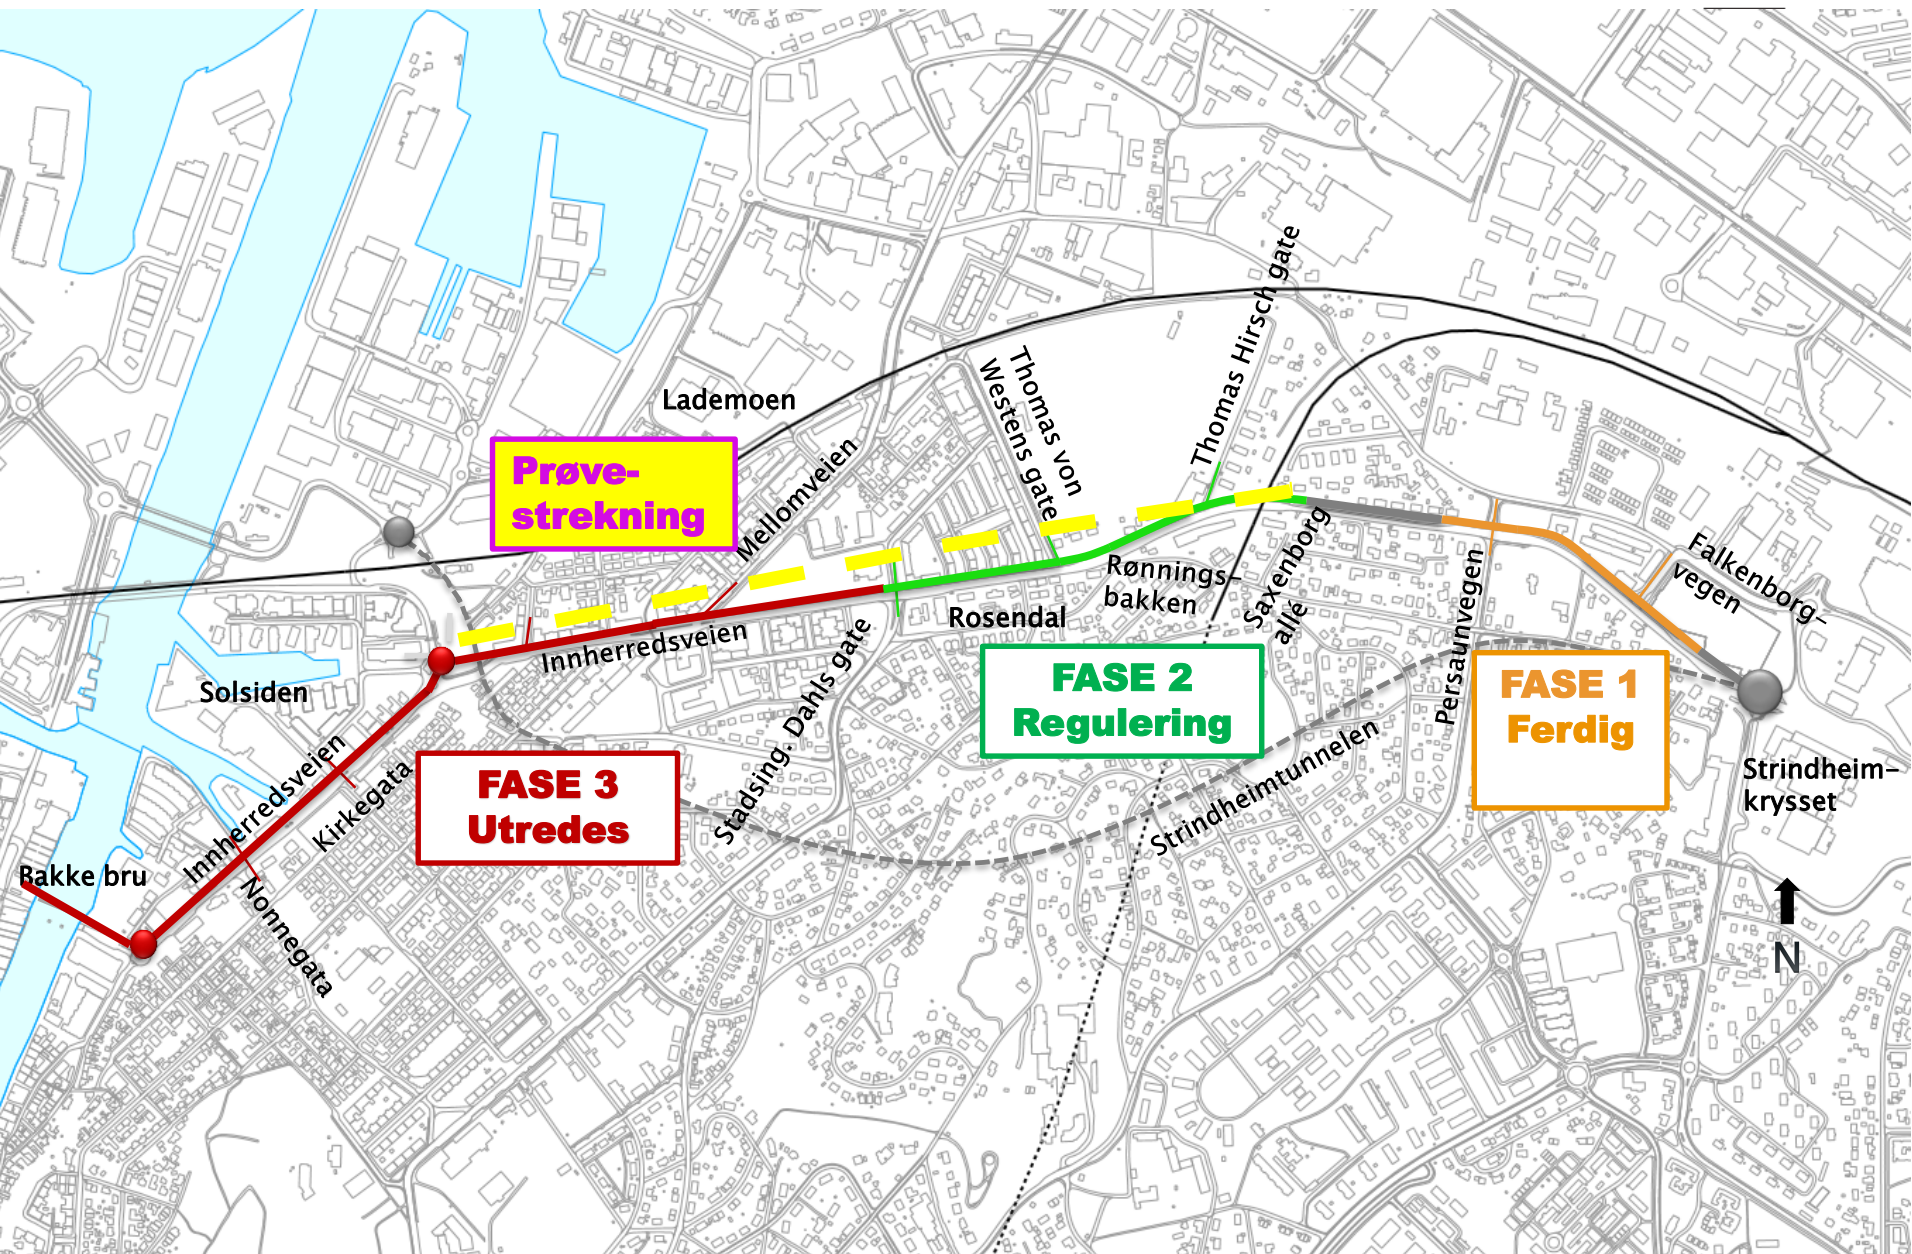 Thomas Hirsch gate
Thomas von
Westens gate
Lademoen
Prøve-
strekning
Mellomveien
Saxenborg
allé
Falkenborg-
vegen
Rønnings-
bakken
Rosendal
Persaunvegen
Innherredsveien
Stadsing. Dahls gate
FASE 2
Regulering
FASE 1
Ferdig
Solsiden
Innherredsveien
Kirkegata
FASE 3
Utredes
Strindheimtunnelen
Strindheim-
krysset
Bakke bru
Nonnegata
N